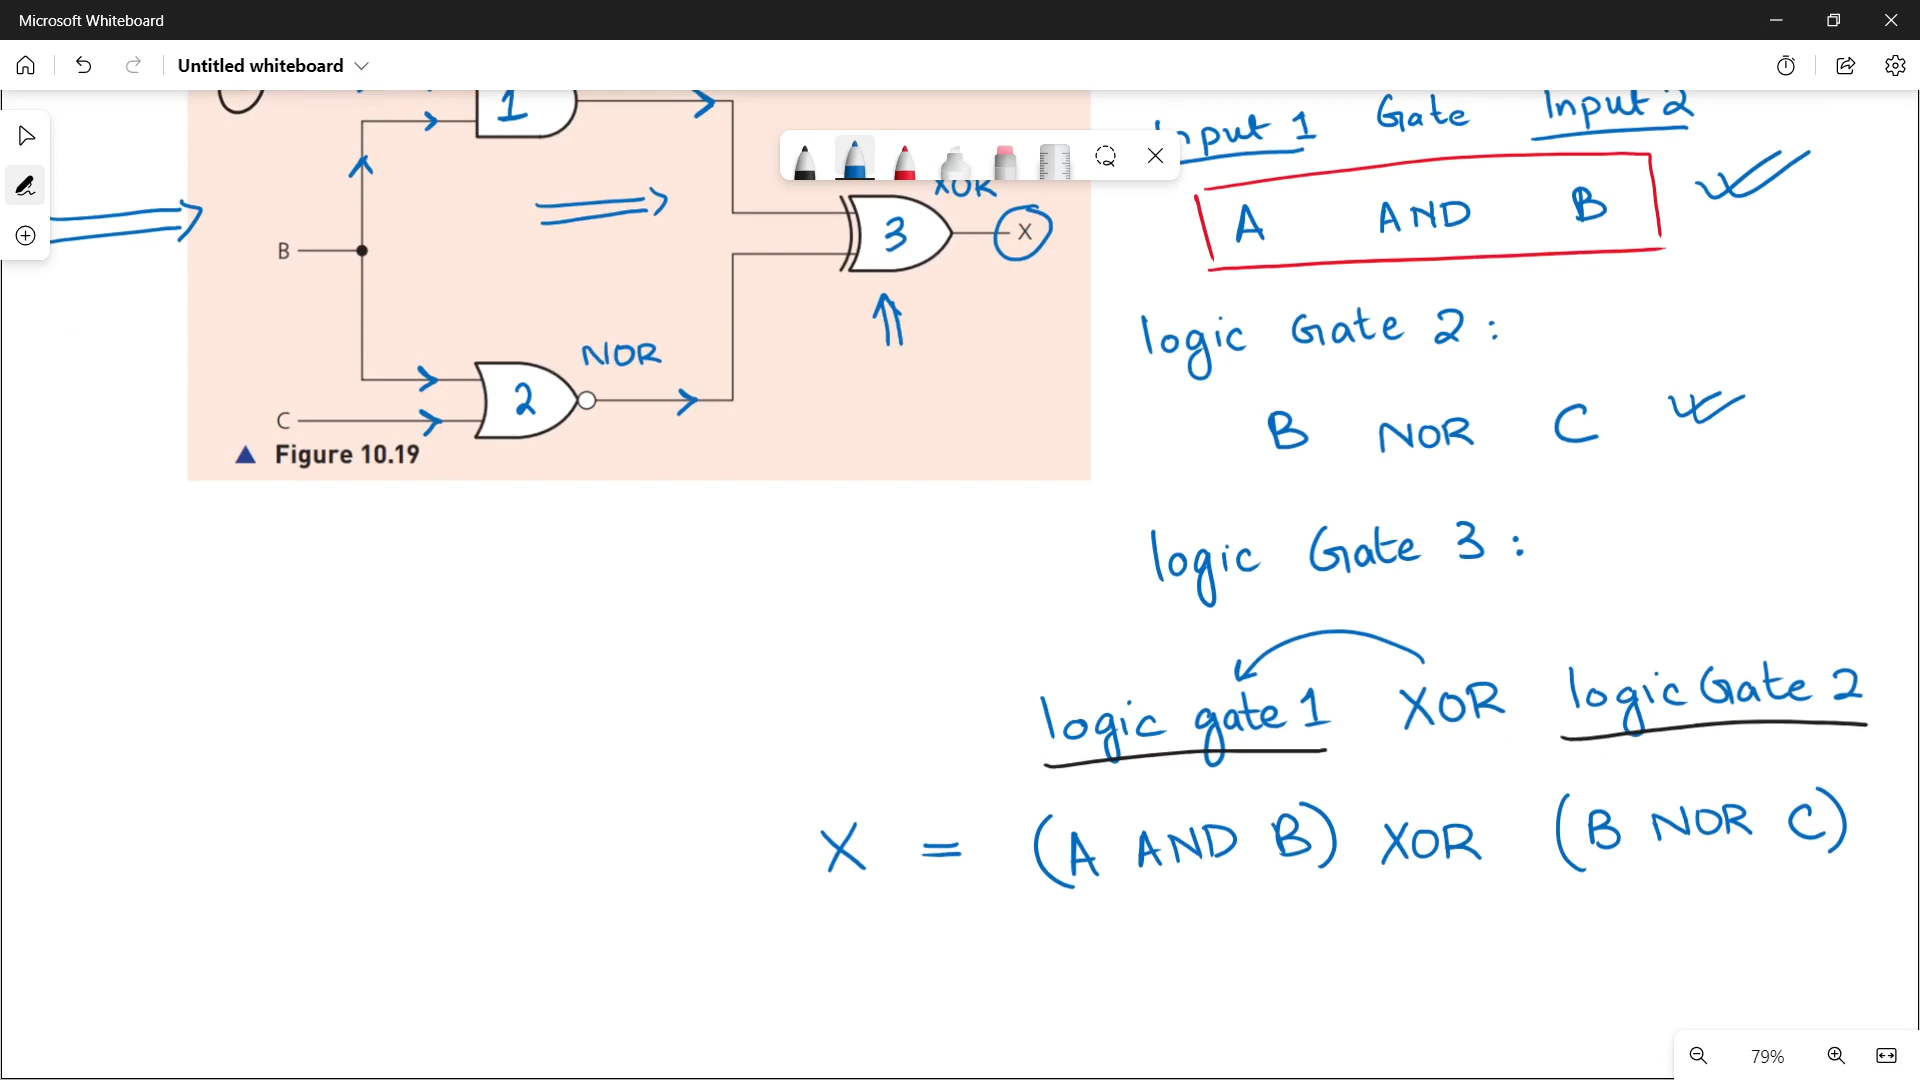 Microsoft Whiteboard
Untitled whiteboard
1
XOR
3
X
B
NOR
2
C
▲ Figure 10.19
Input 1 Gate Input 2
A AND B
logic Gate 2 :
B NOR C
logic Gate 3 :
logic gate 1 XOR logic Gate 2
X = (A AND B) XOR (B NOR C)
79%